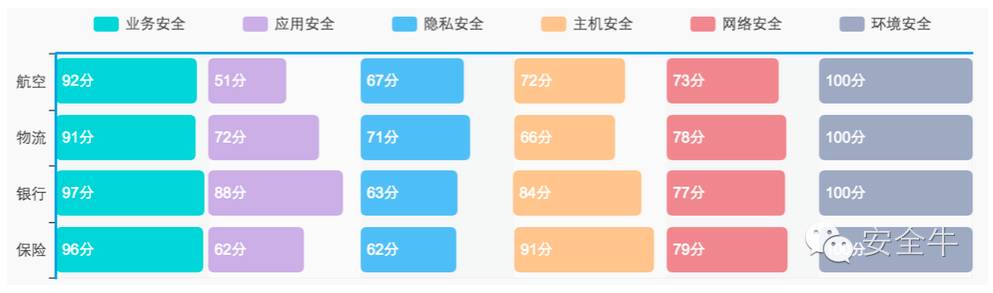 业务安全 应用安全 隐私安全 主机安全 网络安全 环境安全
航空 92分 51分 67分 72分 73分 100分
物流 91分 72分 71分 66分 78分 100分
银行 97分 88分 63分 84分 77分 100分
保险 96分 62分 62分 91分 79分 分
安全牛